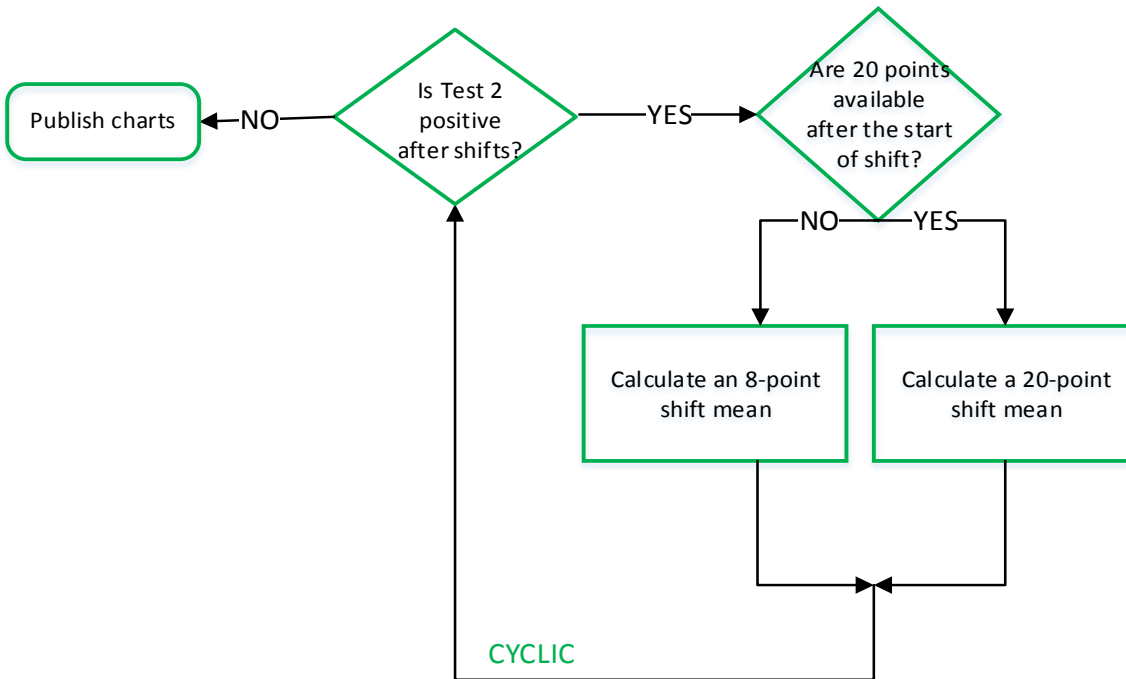 Publish charts
NO
Is Test 2
positive
after shifts?
YES
Are 20 points
available
after the start
of shift?
NO
YES
Calculate an 8-point
shift mean
Calculate a 20-point
shift mean
CYCLIC